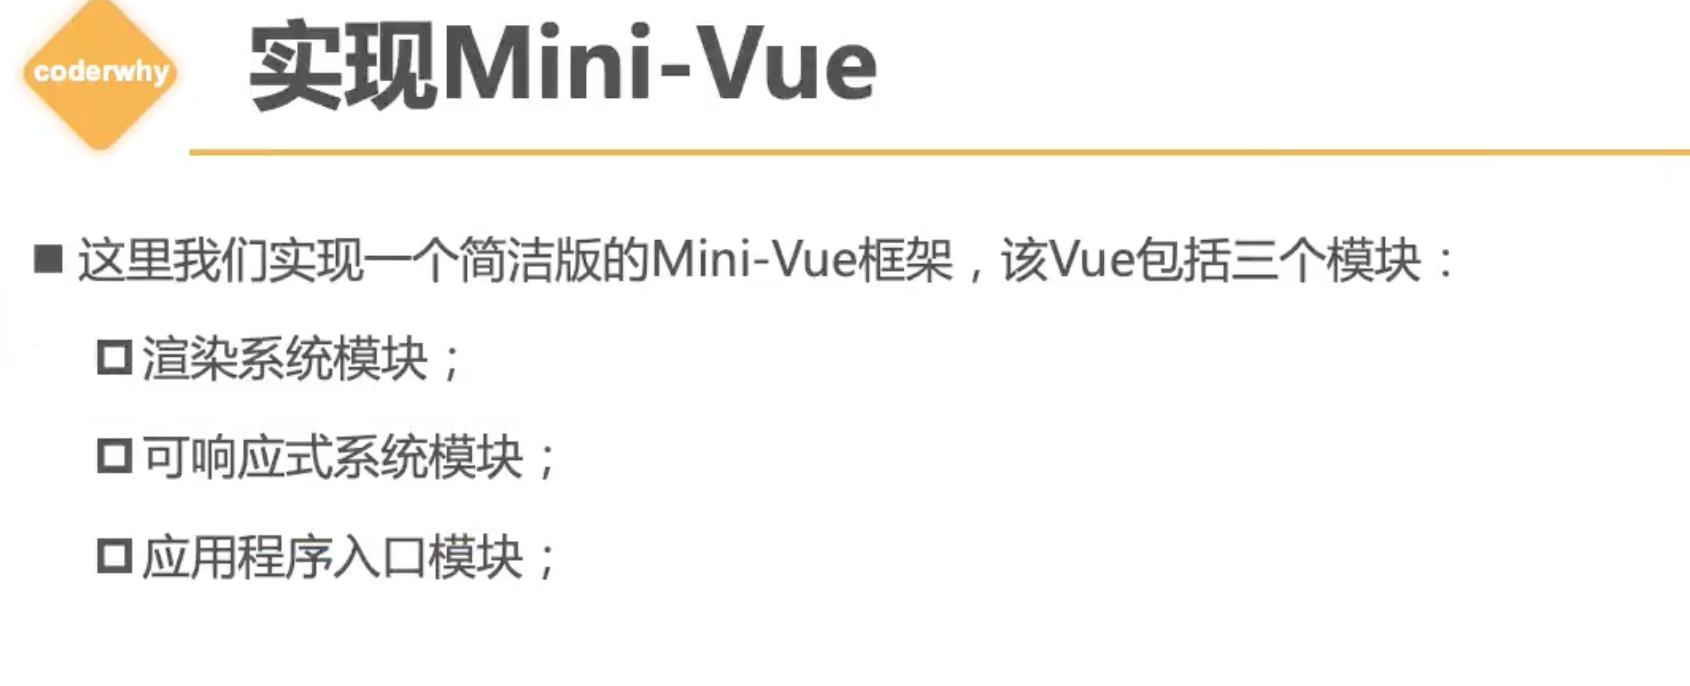 coderwhy
实现Mini-Vue
这里我们实现一个简洁版的Mini-Vue框架，该Vue包括三个模块：
渲染系统模块；
可响应式系统模块；
应用程序入口模块；